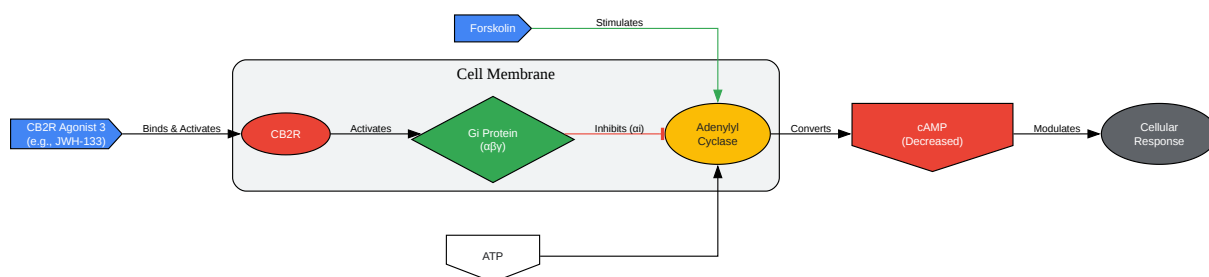 Forskolin
Stimulates
Cell Membrane
CB2R Agonist 3
(e.g., JWH-133)
Binds & Activates
CB2R
Activates
Gi Protein
(αβγ)
Inhibits (αi)
Adenylyl
Cyclase
Converts
cAMP
(Decreased)
Modulates
Cellular
Response
ATP